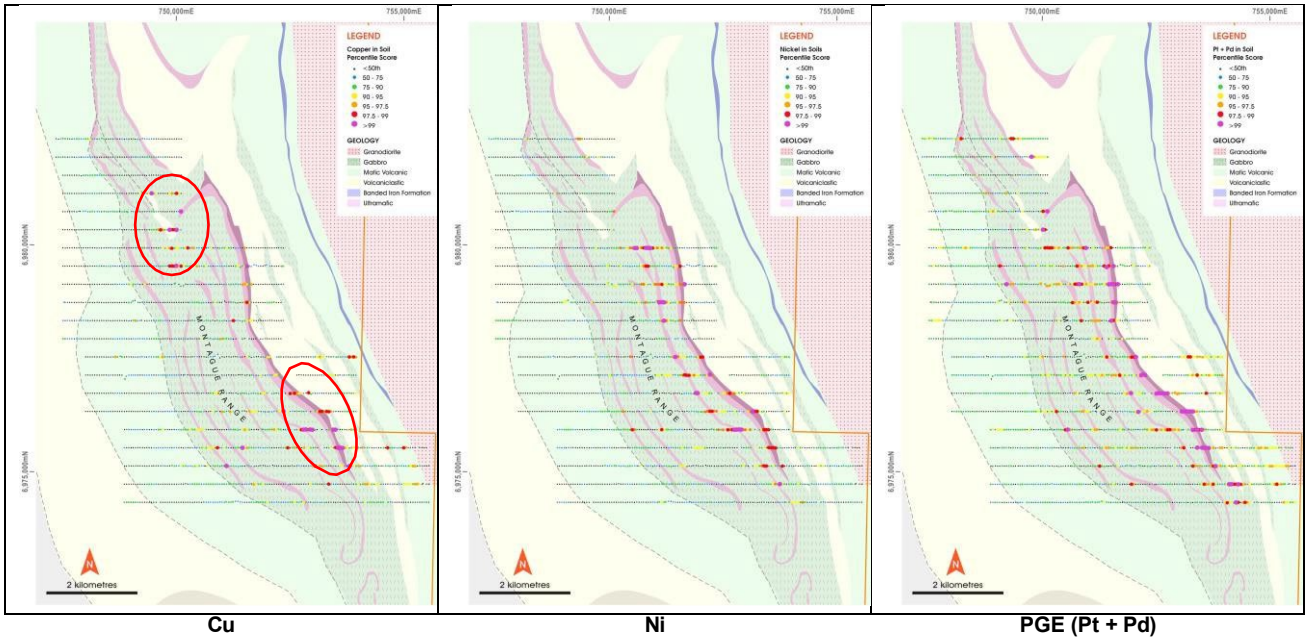 750,000mE
755,000mE
LEGEND
Copper in Soil
Percentile Score
<50th
50 - 75
75 - 90
90 - 95
95 - 97.5
97.5 - 99
>99
GEOLOGY
Granodiorite
Gabbro
Mafic Volcanic
Volcaniclastic
Banded Iron Formation
Ultramafic
6,980,000mN
6,975,000mN
MONTAGUE RANGE
N
2 kilometres
750,000mE
755,000mE
LEGEND
Nickel in Soils
Percentile Score
<50th
50 - 75
75 - 90
90 - 95
95 - 97.5
97.5 - 99
>99
GEOLOGY
Granodiorite
Gabbro
Mafic Volcanic
Volcaniclastic
Banded Iron Formation
Ultramafic
6,980,000mN
6,975,000mN
MONTAGUE RANGE
N
2 kilometres
750,000mE
755,000mE
LEGEND
Pt + Pd in Soil
Percentile Score
<50th
50 - 75
75 - 90
90 - 95
95 - 97.5
97.5 - 99
>99
GEOLOGY
Granodiorite
Gabbro
Mafic Volcanic
Volcaniclastic
Banded Iron Formation
Ultramafic
6,980,000mN
6,975,000mN
MONTAGUE RANGE
N
2 kilometres
Cu
Ni
PGE (Pt + Pd)